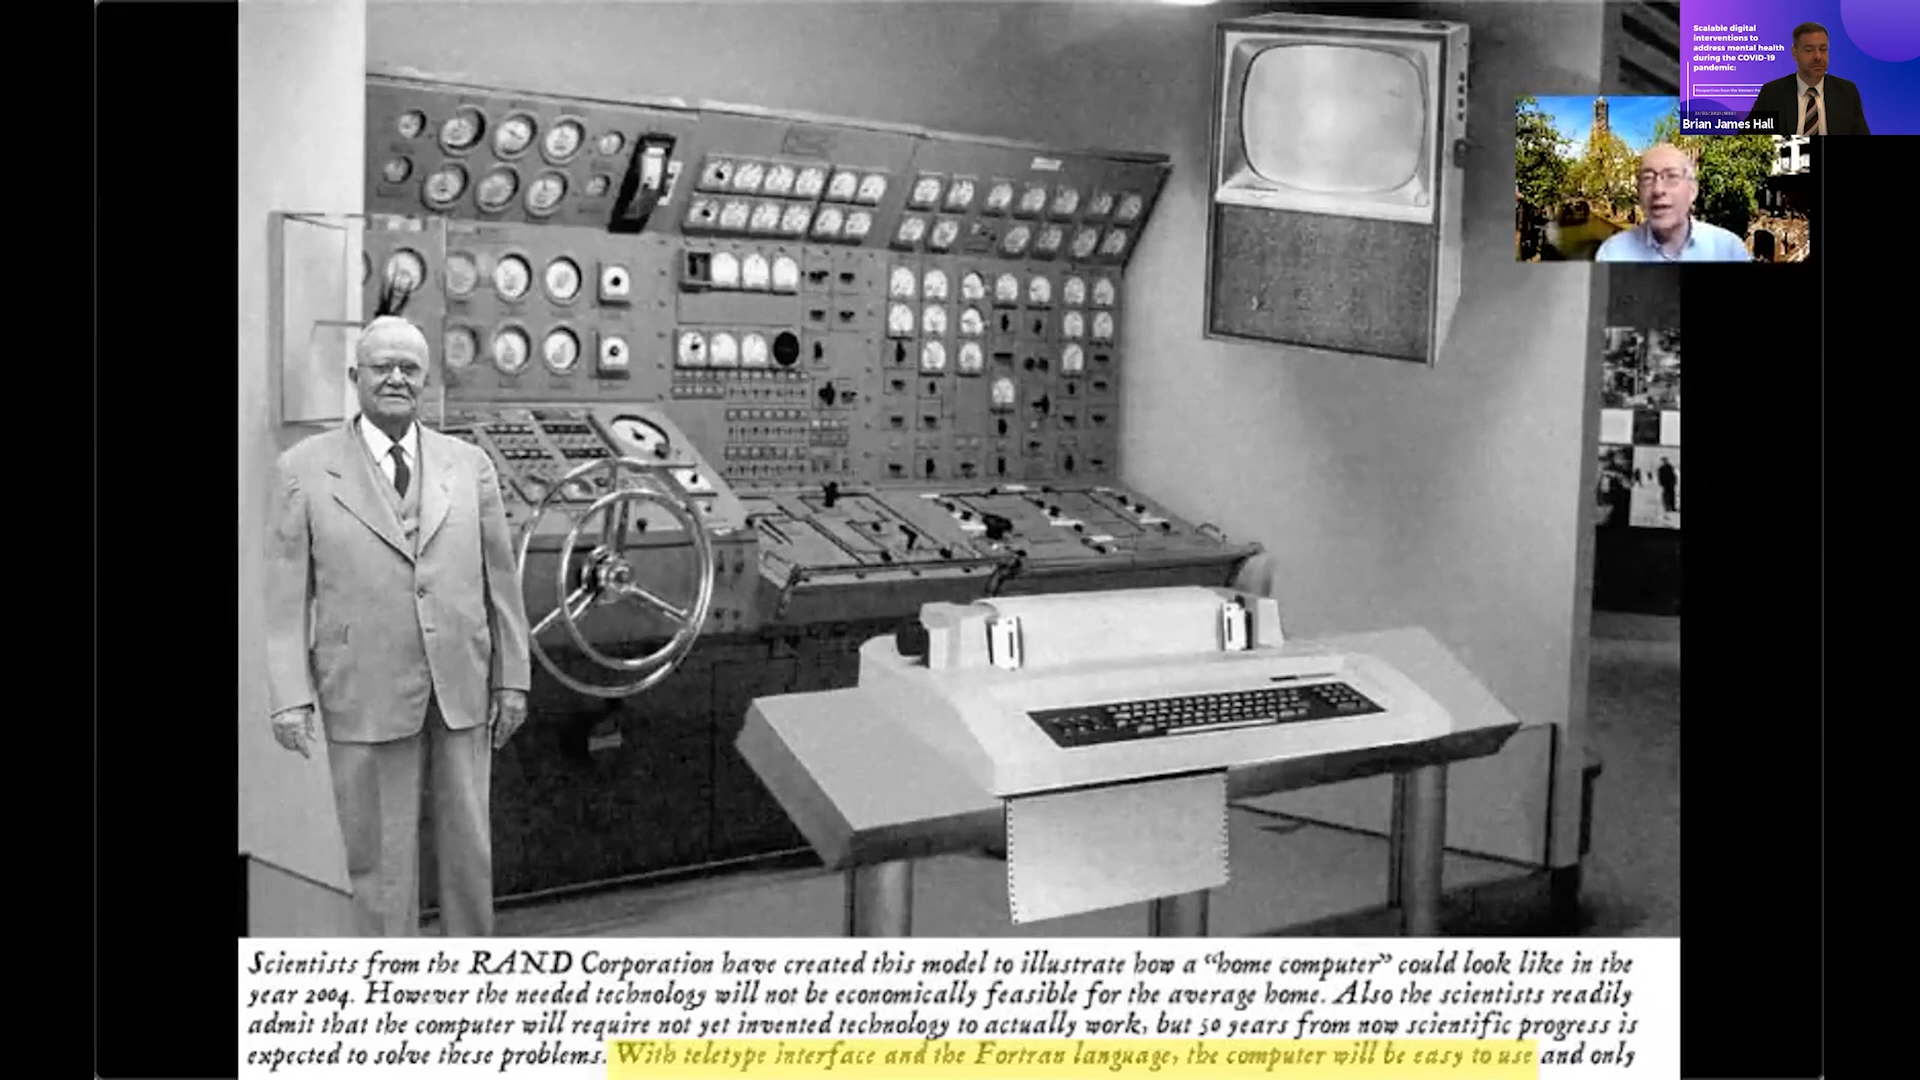 Scalable digital
interventions to
address mental health
during the COVID-19
pandemic:
Brian James Hall
Scientists from the RAND Corporation have created this model to illustrate how a “home computer” could look like in the
year 2004. However the needed technology will not be economically feasible for the average home. Also the scientists readily
admit that the computer will require not yet invented technology to actually work, but 50 years from now scientific progress is
expected to solve these problems. With teletype interface and the Fortran language, the computer will be easy to use and only